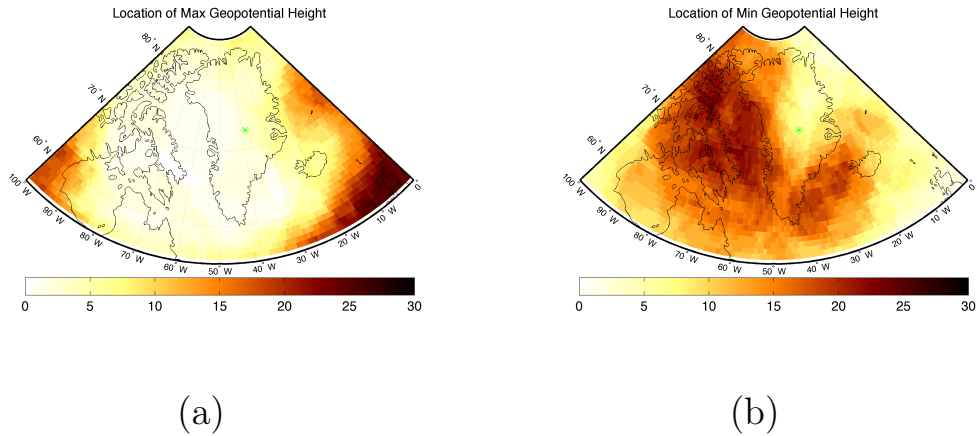 Location of Max Geopotential Height
80° N
70° N
60° N
100° W
90° W
80° W
70° W
60° W
50° W
40° W
30° W
20° W
10° W
0°
0 5 10 15 20 25 30
(a)
Location of Min Geopotential Height
80° N
70° N
60° N
100° W
90° W
80° W
70° W
60° W
50° W
40° W
30° W
20° W
10° W
0°
0 5 10 15 20 25 30
(b)